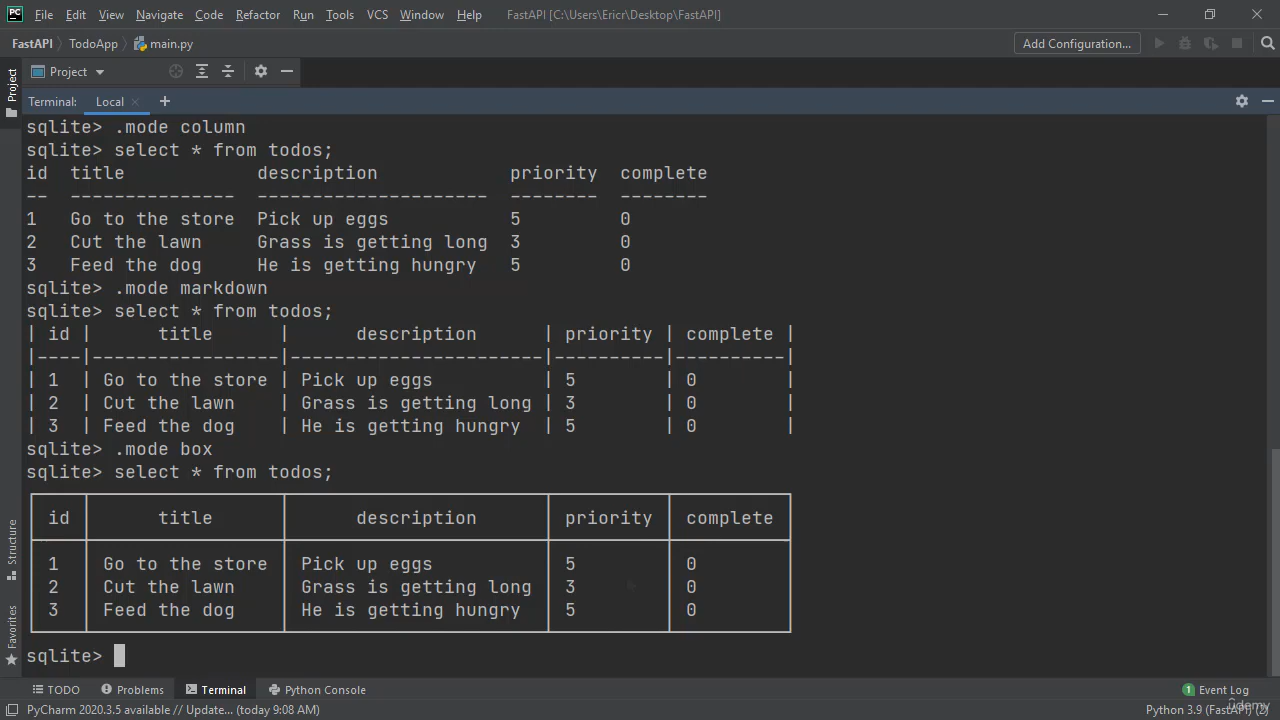 File Edit View Navigate Code Refactor Run Tools VCS Window Help FastAPI [C:\Users\Ericr\Desktop\FastAPI]
FastAPI TodoApp main.py Add Configuration...
Project
Project
Terminal: Local
sqlite> .mode column
sqlite> select * from todos;
id title description priority complete
-- --------------- --------------------- -------- --------
1 Go to the store Pick up eggs 5 0
2 Cut the lawn Grass is getting long 3 0
3 Feed the dog He is getting hungry 5 0
sqlite> .mode markdown
sqlite> select * from todos;
| id | title | description | priority | complete |
|----|-----------------|-----------------------|----------|----------|
| 1 | Go to the store | Pick up eggs | 5 | 0 |
| 2 | Cut the lawn | Grass is getting long | 3 | 0 |
| 3 | Feed the dog | He is getting hungry | 5 | 0 |
sqlite> .mode box
sqlite> select * from todos;
id title description priority complete
1 Go to the store Pick up eggs 5 0
2 Cut the lawn Grass is getting long 3 0
3 Feed the dog He is getting hungry 5 0
sqlite>
Structure
Favorites
TODO Problems Terminal Python Console 1 Event Log
PyCharm 2020.3.5 available // Update... (today 9:08 AM) Python 3.9 (FastAPI) (2)
ûdemy